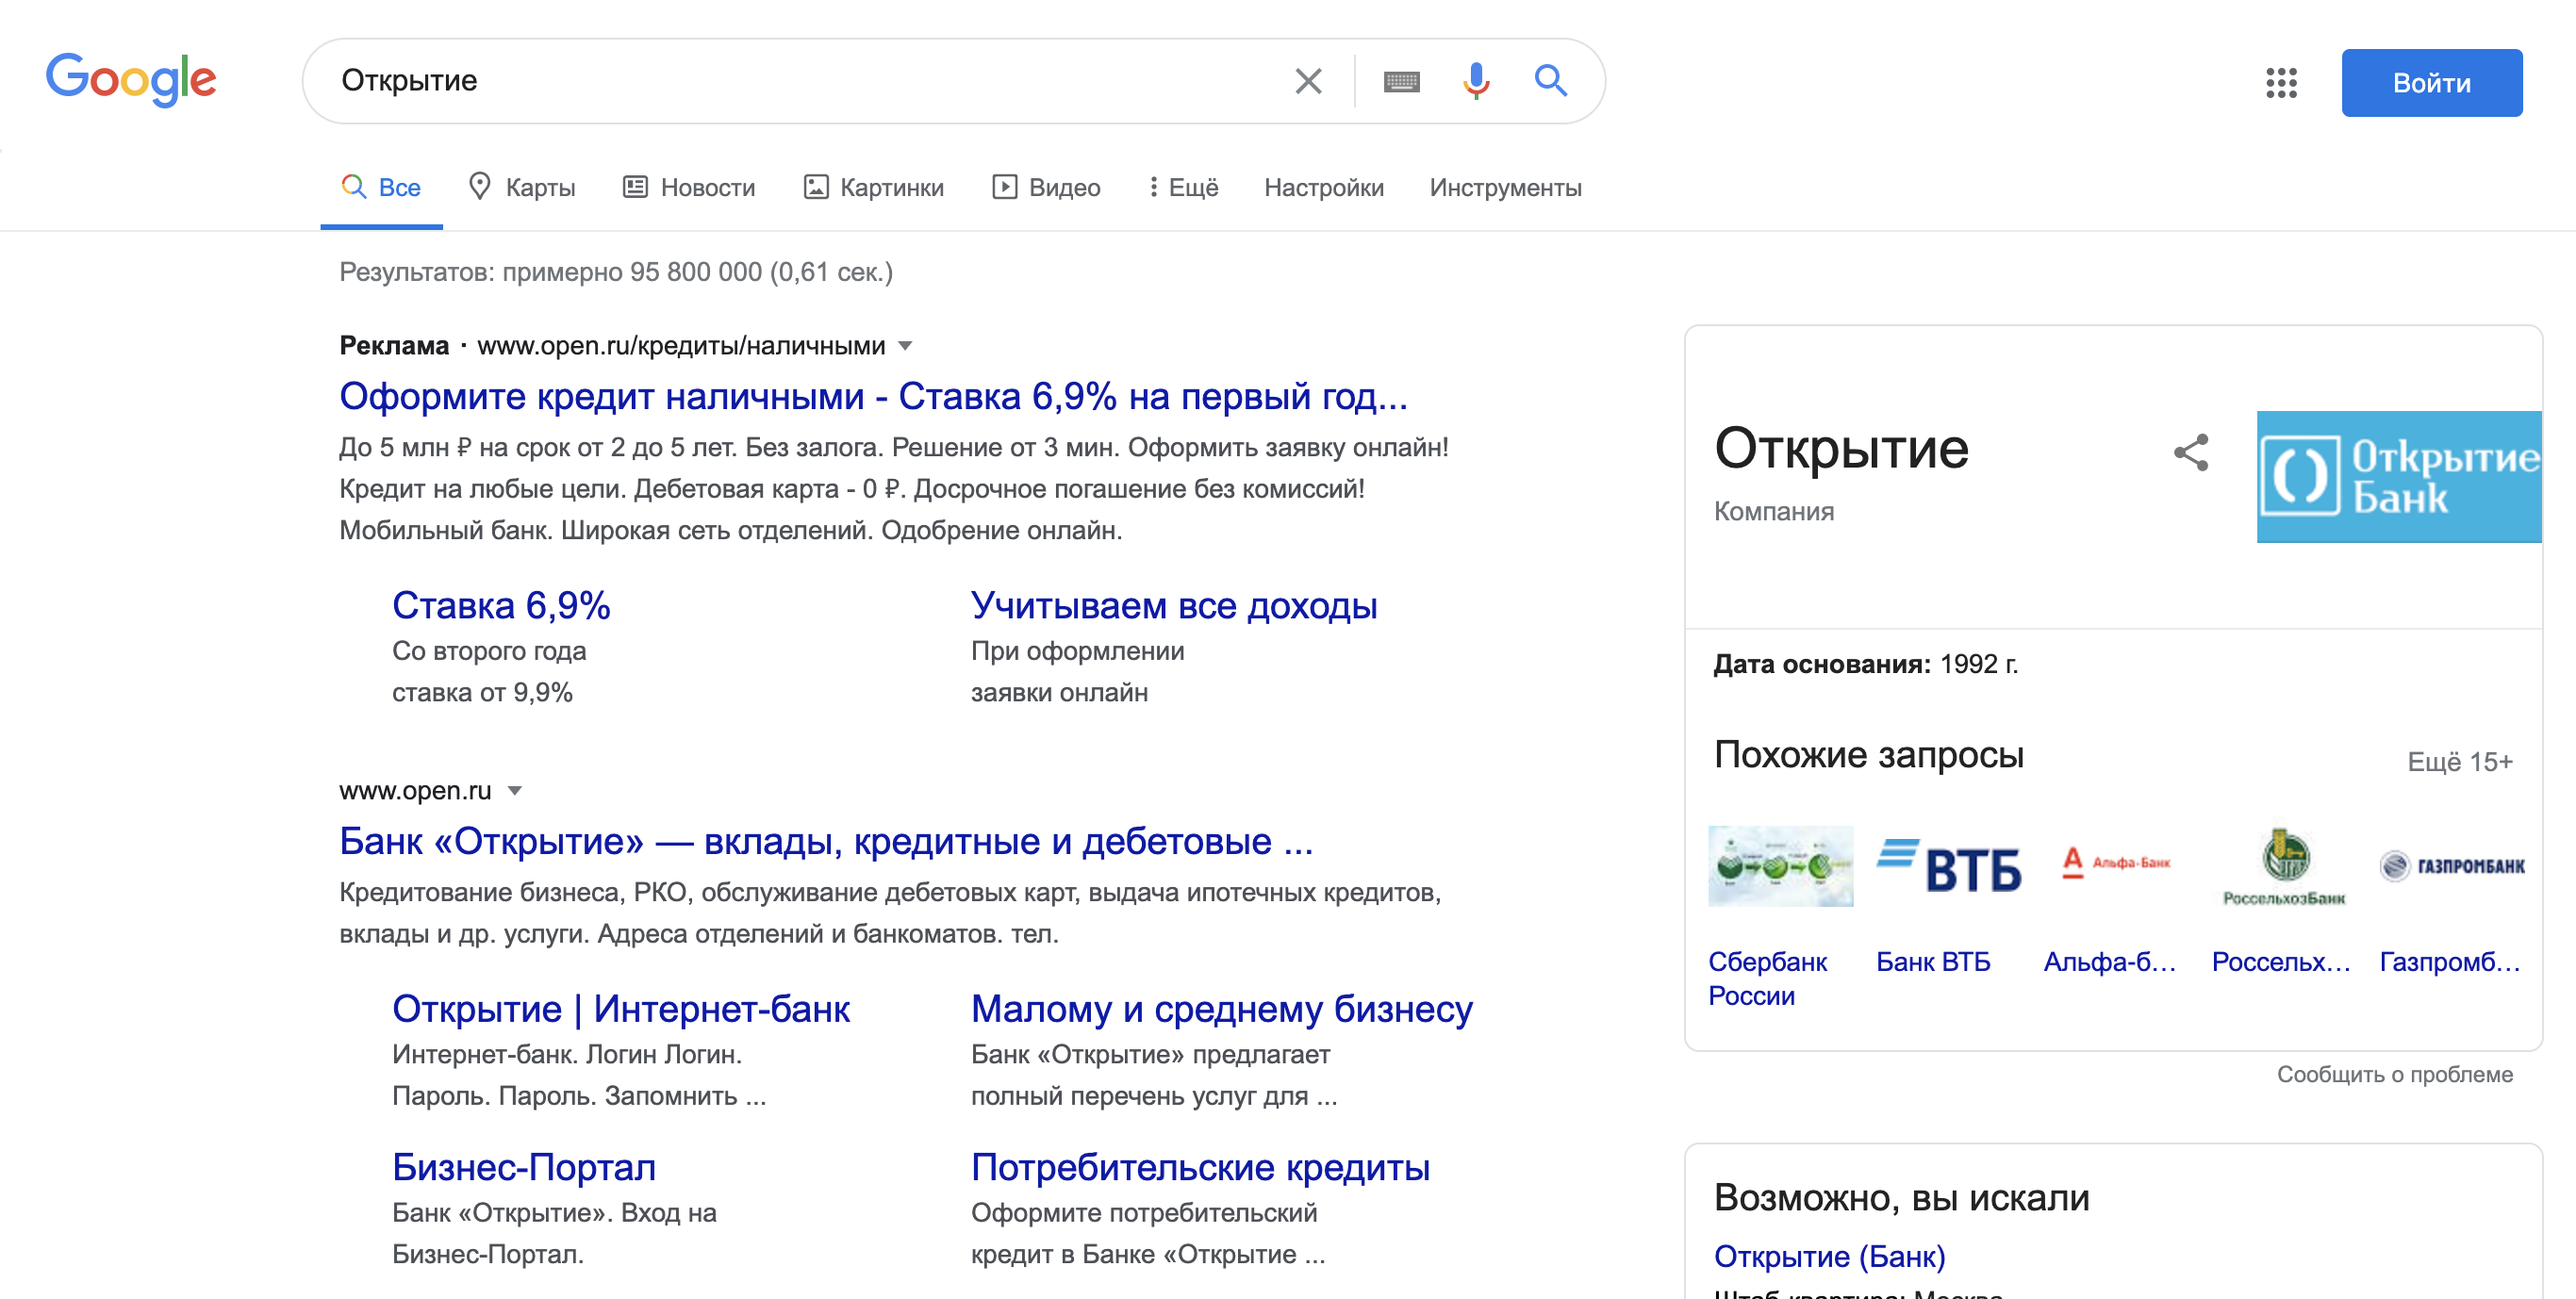 Google
Открытие
Войти
Все
Карты
Новости
Картинки
Видео
Ещё
Настройки
Инструменты
Результатов: примерно 95 800 000 (0,61 сек.)
Реклама · www.open.ru/кредиты/наличными
Оформите кредит наличными - Ставка 6,9% на первый год...
До 5 млн ₽ на срок от 2 до 5 лет. Без залога. Решение от 3 мин. Оформить заявку онлайн!
Кредит на любые цели. Дебетовая карта - 0 ₽. Досрочное погашение без комиссий!
Мобильный банк. Широкая сеть отделений. Одобрение онлайн.
Ставка 6,9%
Со второго года
ставка от 9,9%
Учитываем все доходы
При оформлении
заявки онлайн
www.open.ru
Банк «Открытие» — вклады, кредитные и дебетовые ...
Кредитование бизнеса, РКО, обслуживание дебетовых карт, выдача ипотечных кредитов,
вклады и др. услуги. Адреса отделений и банкоматов. тел.
Открытие | Интернет-банк
Интернет-банк. Логин Логин.
Пароль. Пароль. Запомнить ...
Малому и среднему бизнесу
Банк «Открытие» предлагает
полный перечень услуг для ...
Бизнес-Портал
Банк «Открытие». Вход на
Бизнес-Портал.
Потребительские кредиты
Оформите потребительский
кредит в Банке «Открытие ...
Открытие
Компания
Открытие
Банк
Дата основания: 1992 г.
Похожие запросы
Ещё 15+
ВТБ
Альфа-Банк
РоссельхозБанк
ГАЗПРОМБАНК
Сбербанк
России
Банк ВТБ
Альфа-б...
Россельх...
Газпромб...
Сообщить о проблеме
Возможно, вы искали
Открытие (Банк)
Штаб-квартира: Москва